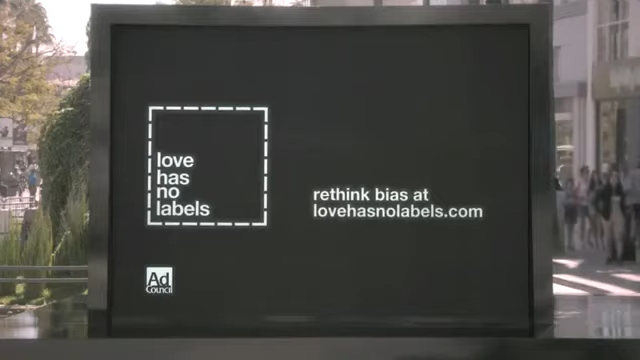 love
has
no
labels
rethink bias at
lovehasnolabels.com
Ad
Council